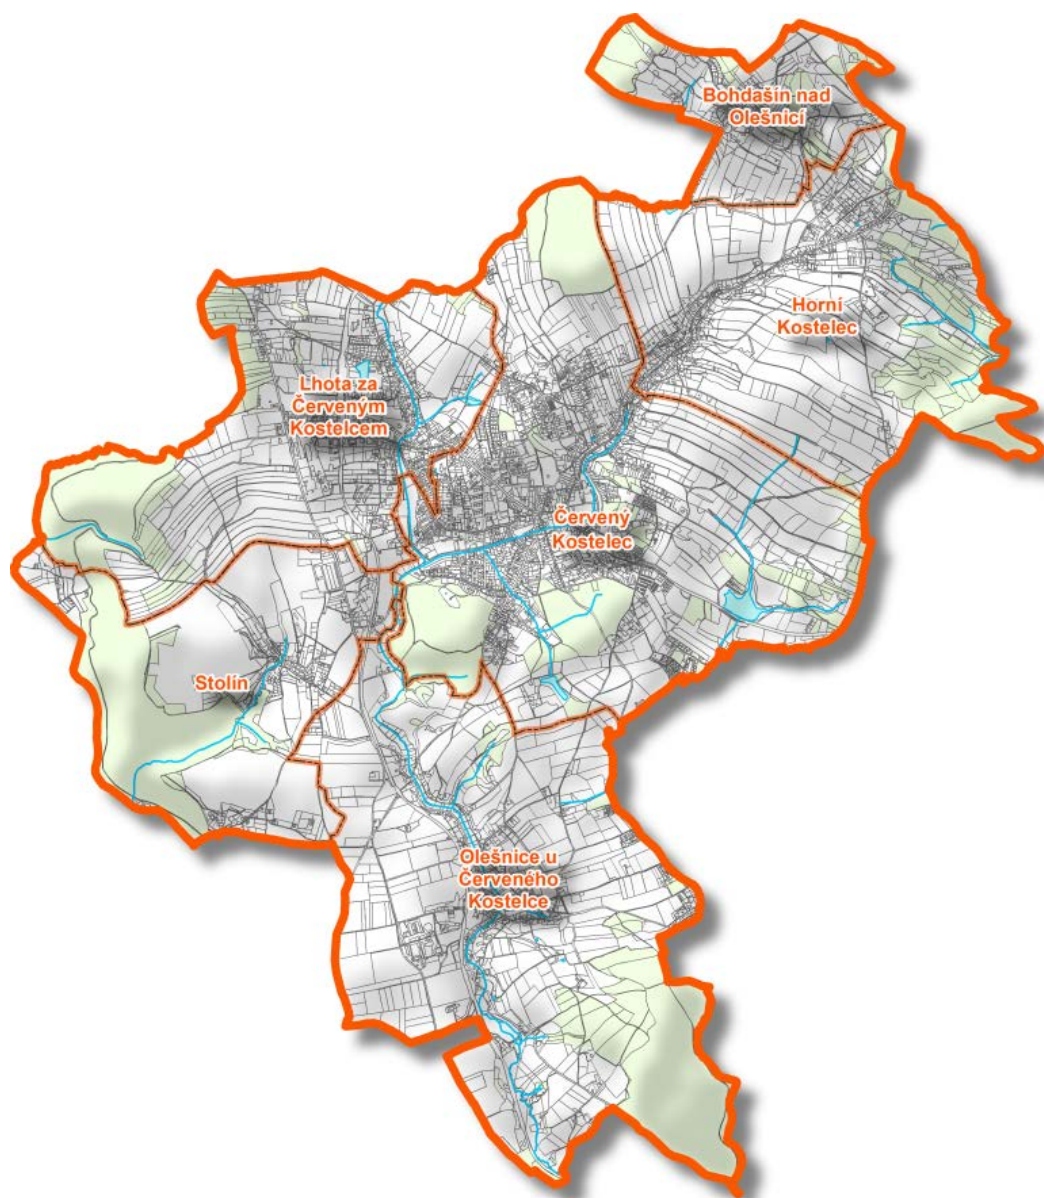 Bohdašín nad
Olešnicí
Horní
Kostelec
Lhota za
Červeným
Kostelcem
Červený
Kostelec
Stolín
Olešnice u
Červeného
Kostelce